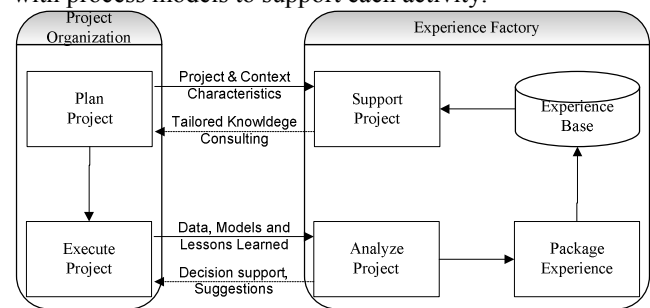 with process models to support each activity.
Project
Organization
Experience Factory
Plan
Project
Project & Context
Characteristics
Tailored Knowldege
Consulting
Support
Project
Experience
Base
Execute
Project
Data, Models and
Lessons Learned
Decision support,
Suggestions
Analyze
Project
Package
Experience